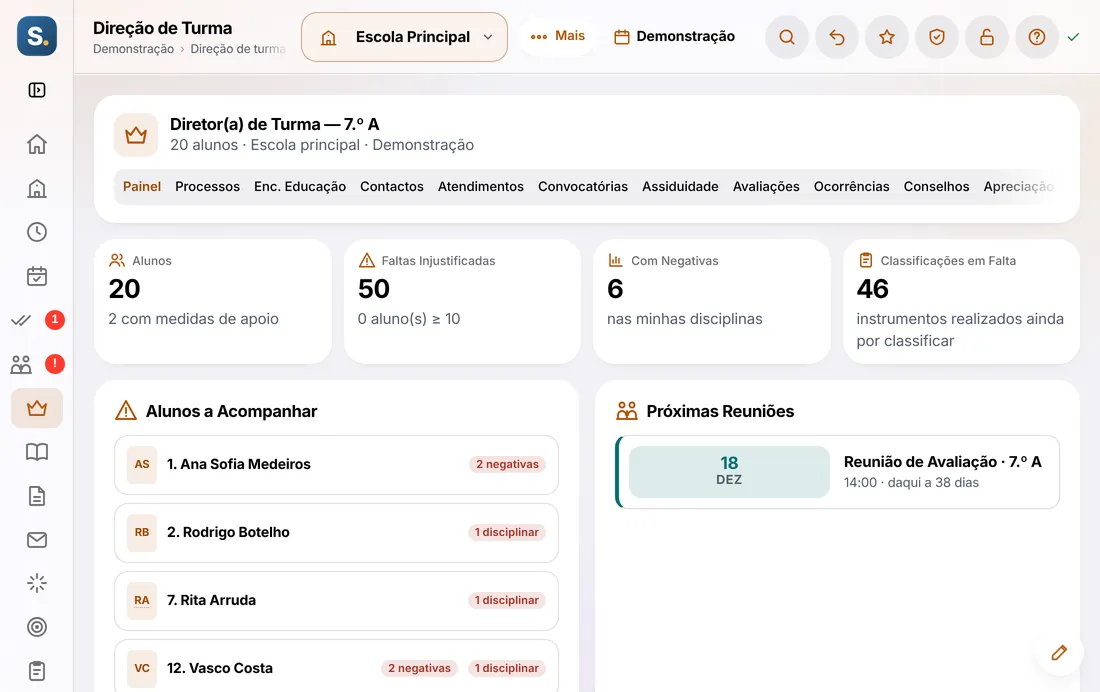 S.
Direção de Turma
Demonstração › Direção de turma
Escola Principal
Mais
Demonstração
1
!
Diretor(a) de Turma — 7.º A
20 alunos · Escola principal · Demonstração
Painel Processos Enc. Educação Contactos Atendimentos Convocatórias Assiduidade Avaliações Ocorrências Conselhos Apreciação
Alunos
20
2 com medidas de apoio
Faltas Injustificadas
50
0 aluno(s) ≥ 10
Com Negativas
6
nas minhas disciplinas
Classificações em Falta
46
instrumentos realizados ainda
por classificar
Alunos a Acompanhar
AS 1. Ana Sofia Medeiros 2 negativas
RB 2. Rodrigo Botelho 1 disciplinar
RA 7. Rita Arruda 1 disciplinar
VC 12. Vasco Costa 2 negativas 1 disciplinar
Próximas Reuniões
18
DEZ
Reunião de Avaliação · 7.º A
14:00 · daqui a 38 dias